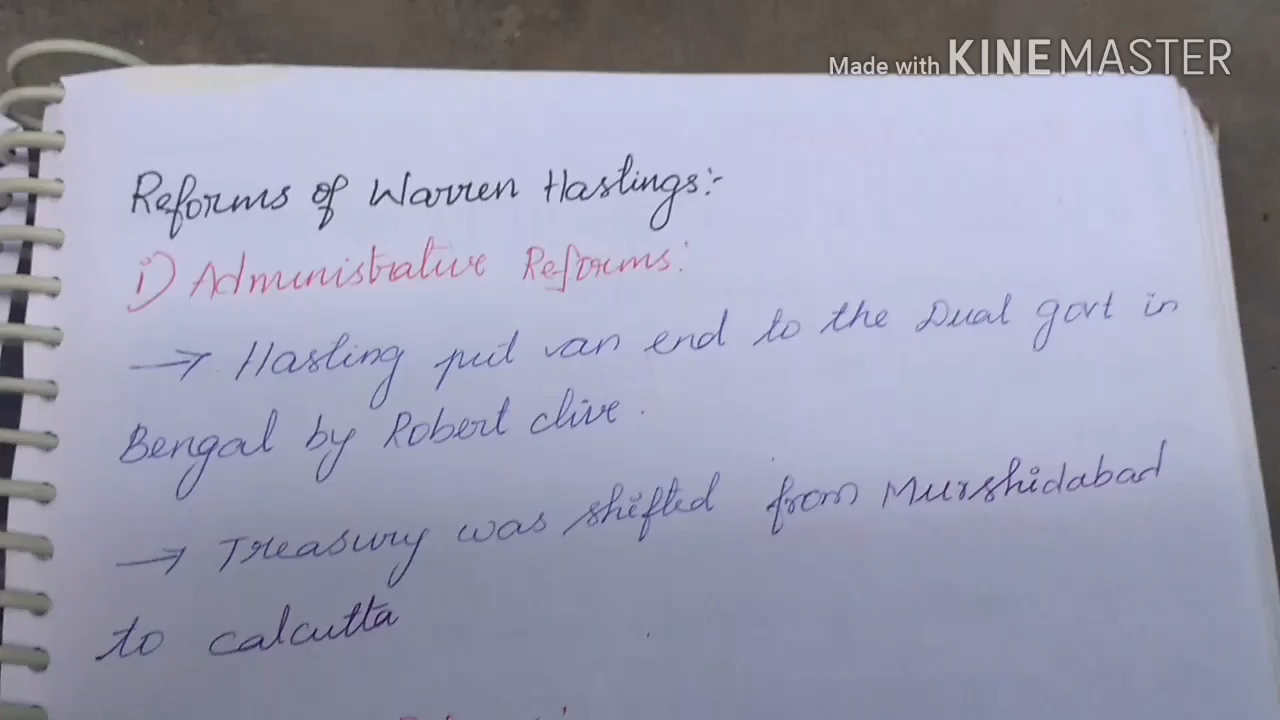 Made with KINEMASTER
Reforms of Warren Hastings:-
i) Administrative Reforms:
→ Hasting put an end to the Dual govt in
Bengal by Robert clive.
→ Treasury was shifted from Murshidabad
to calcutta